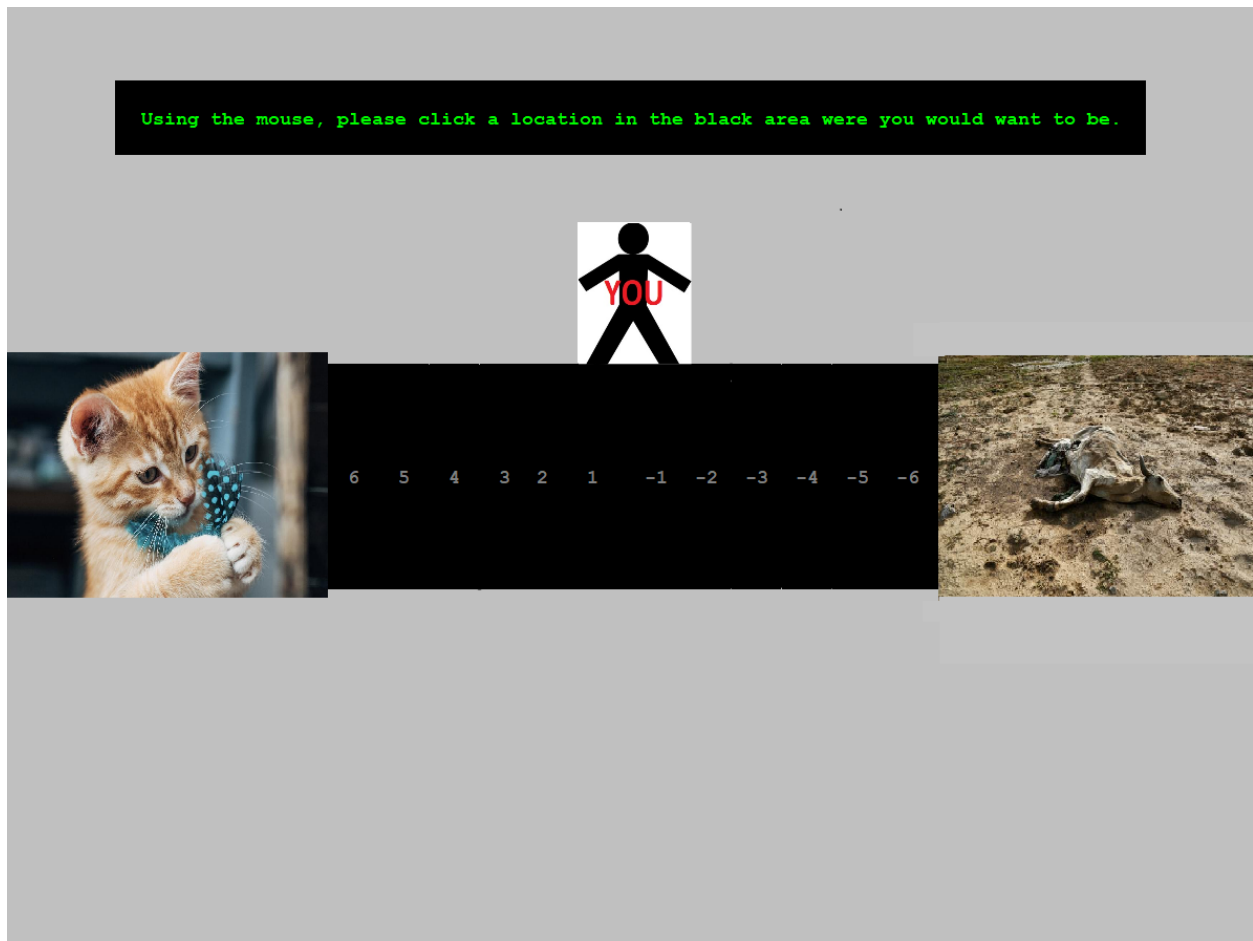 Using the mouse, please click a location in the black area were you would want to be.
YOU
6 5 4 3 2 1 -1 -2 -3 -4 -5 -6